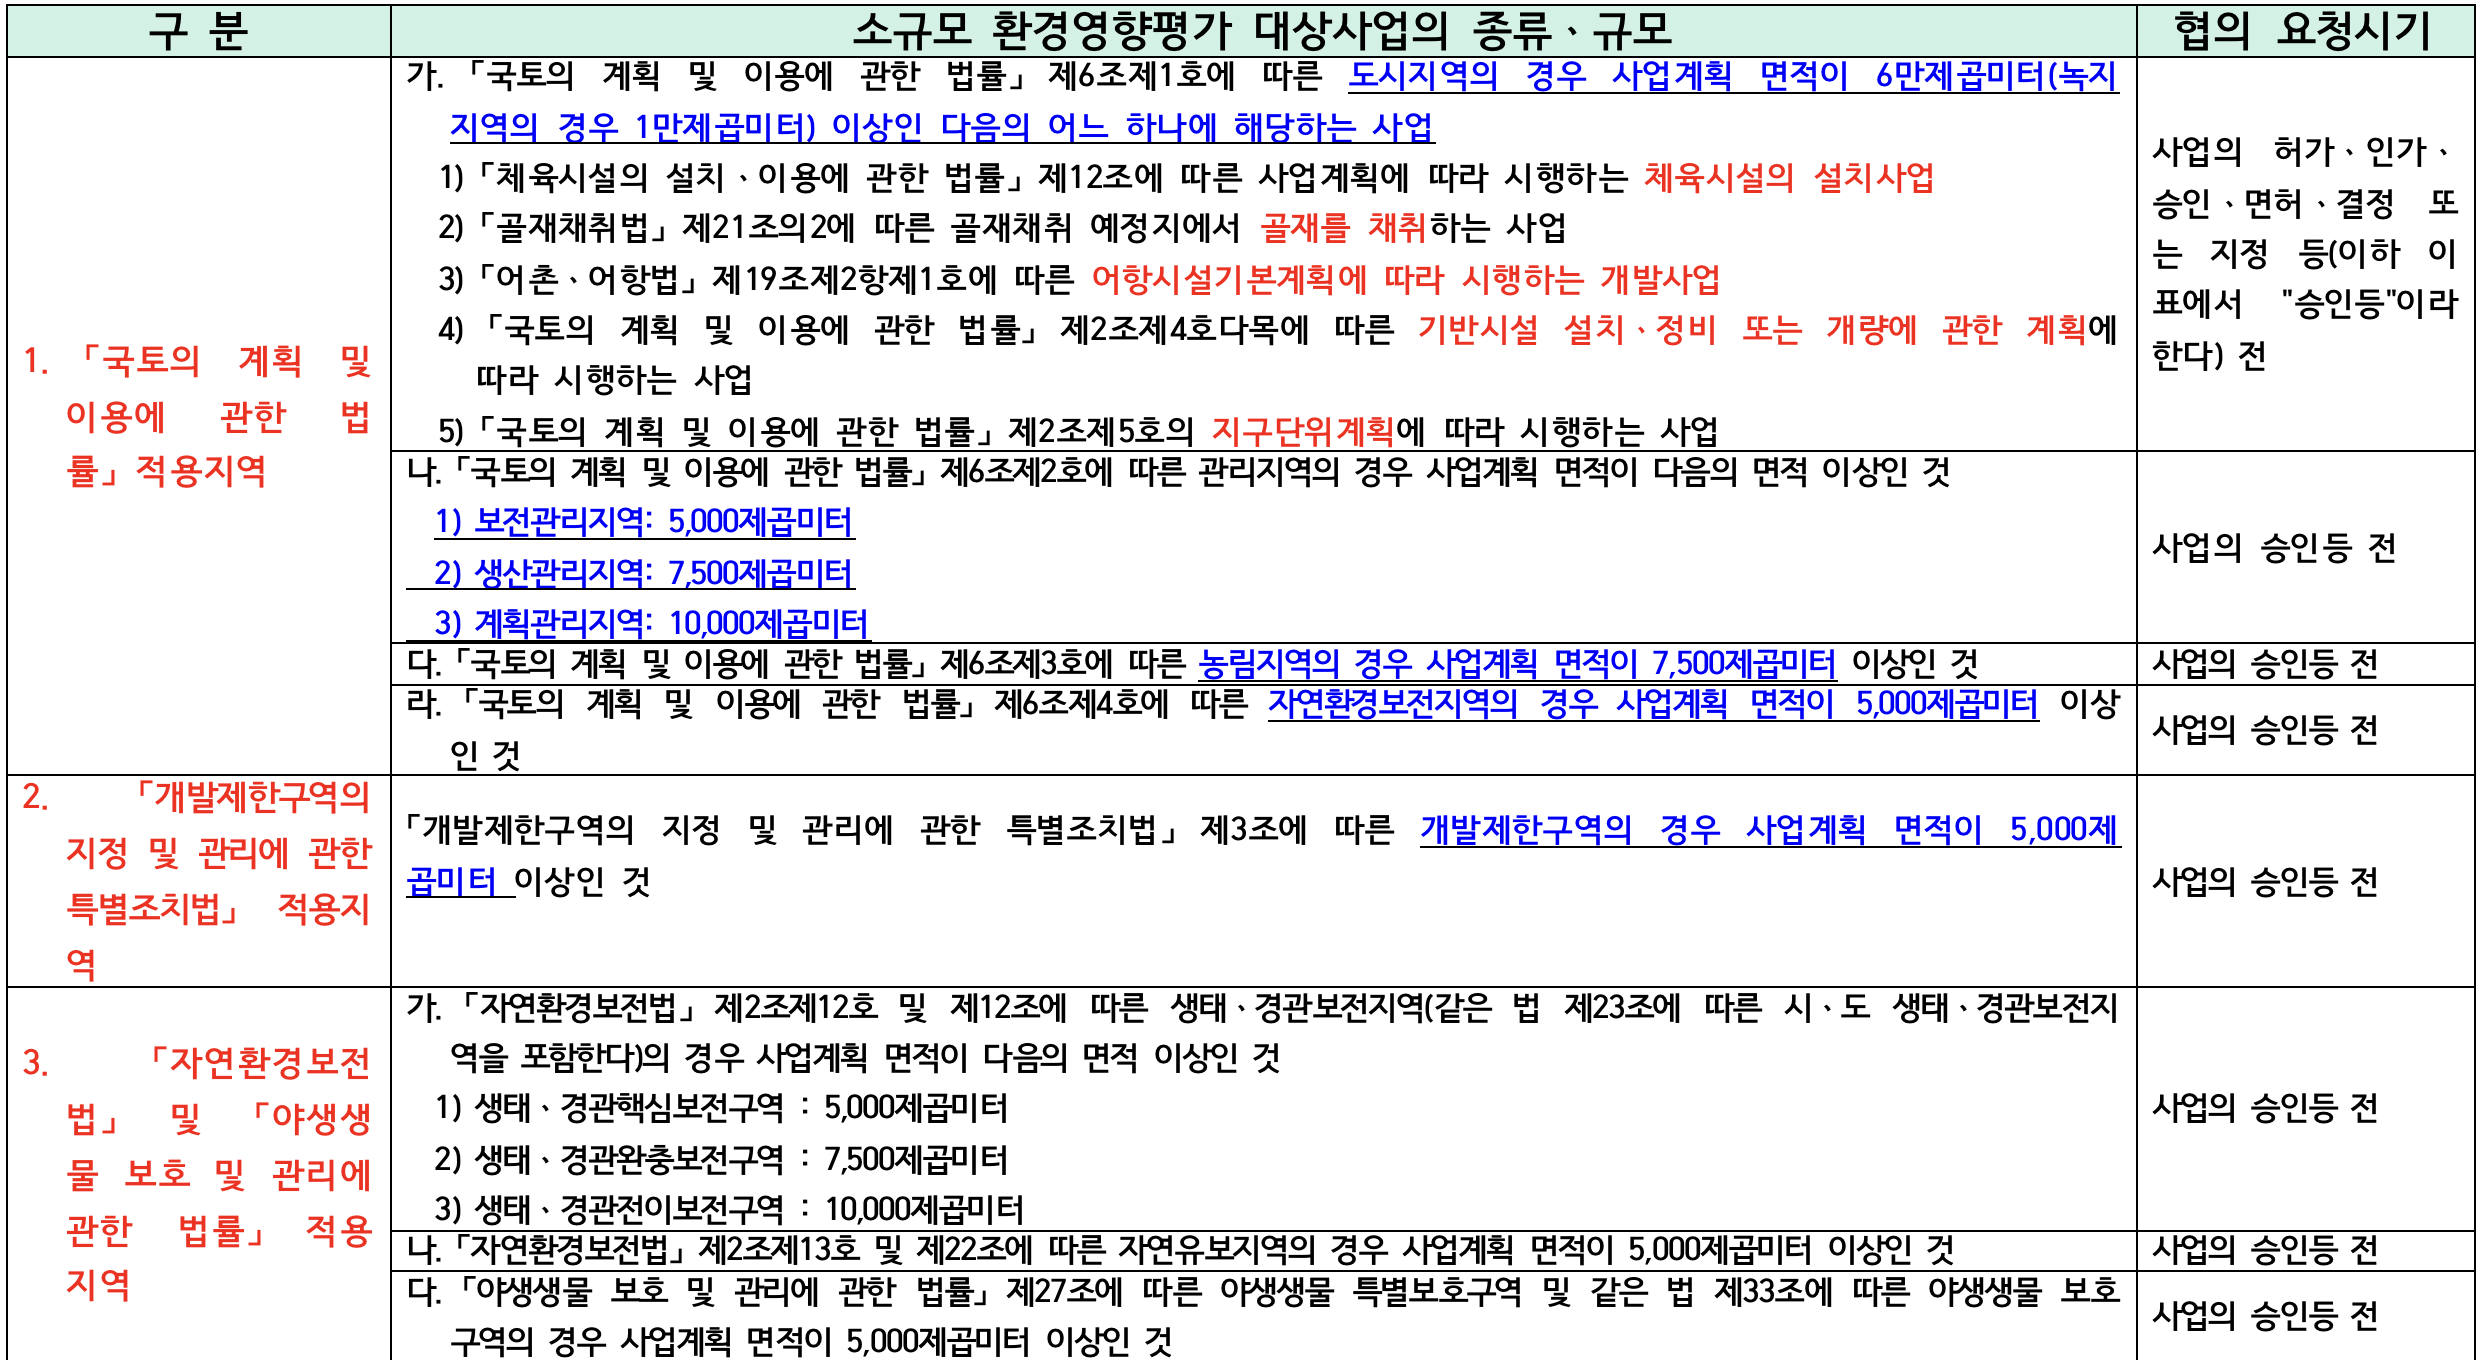 구 분
소규모 환경영향평가 대상사업의 종류、규모
협의 요청시기
1. 「국토의 계획 및
이용에 관한 법
률」적용지역
가. 「국토의 계획 및 이용에 관한 법률」 제6조제1호에 따른 도시지역의 경우 사업계획 면적이 6만제곱미터(녹지
지역의 경우 1만제곱미터) 이상인 다음의 어느 하나에 해당하는 사업
1)「체육시설의 설치、이용에 관한 법률」제12조에 따른 사업계획에 따라 시행하는 체육시설의 설치사업
2)「골재채취법」제21조의2에 따른 골재채취 예정지에서 골재를 채취하는 사업
3)「어촌、어항법」제19조제2항제1호에 따른 어항시설기본계획에 따라 시행하는 개발사업
4) 「국토의 계획 및 이용에 관한 법률」 제2조제4호다목에 따른 기반시설 설치、정비 또는 개량에 관한 계획에
따라 시행하는 사업
5)「국토의 계획 및 이용에 관한 법률」제2조제5호의 지구단위계획에 따라 시행하는 사업
사업의 허가、인가、
승인、면허、결정 또
는 지정 등(이하 이
표에서 "승인등"이라
한다) 전
나.「국토의 계획 및 이용에 관한 법률」제6조제2호에 따른 관리지역의 경우 사업계획 면적이 다음의 면적 이상인 것
1) 보전관리지역: 5,000제곱미터
2) 생산관리지역: 7,500제곱미터
3) 계획관리지역: 10,000제곱미터
사업의 승인등 전
다.「국토의 계획 및 이용에 관한 법률」제6조제3호에 따른 농림지역의 경우 사업계획 면적이 7,500제곱미터 이상인 것
사업의 승인등 전
라. 「국토의 계획 및 이용에 관한 법률」 제6조제4호에 따른 자연환경보전지역의 경우 사업계획 면적이 5,000제곱미터 이상
인 것
사업의 승인등 전
2. 「개발제한구역의
지정 및 관리에 관한
특별조치법」 적용지
역
「개발제한구역의 지정 및 관리에 관한 특별조치법」 제3조에 따른 개발제한구역의 경우 사업계획 면적이 5,000제
곱미터 이상인 것
사업의 승인등 전
3. 「자연환경보전
법」 및 「야생생
물 보호 및 관리에
관한 법률」 적용
지역
가. 「자연환경보전법」 제2조제12호 및 제12조에 따른 생태、경관보전지역(같은 법 제23조에 따른 시、도 생태、경관보전지
역을 포함한다)의 경우 사업계획 면적이 다음의 면적 이상인 것
1) 생태、경관핵심보전구역 : 5,000제곱미터
2) 생태、경관완충보전구역 : 7,500제곱미터
3) 생태、경관전이보전구역 : 10,000제곱미터
사업의 승인등 전
나.「자연환경보전법」제2조제13호 및 제22조에 따른 자연유보지역의 경우 사업계획 면적이 5,000제곱미터 이상인 것
사업의 승인등 전
다. 「야생생물 보호 및 관리에 관한 법률」 제27조에 따른 야생생물 특별보호구역 및 같은 법 제33조에 따른 야생생물 보호
구역의 경우 사업계획 면적이 5,000제곱미터 이상인 것
사업의 승인등 전